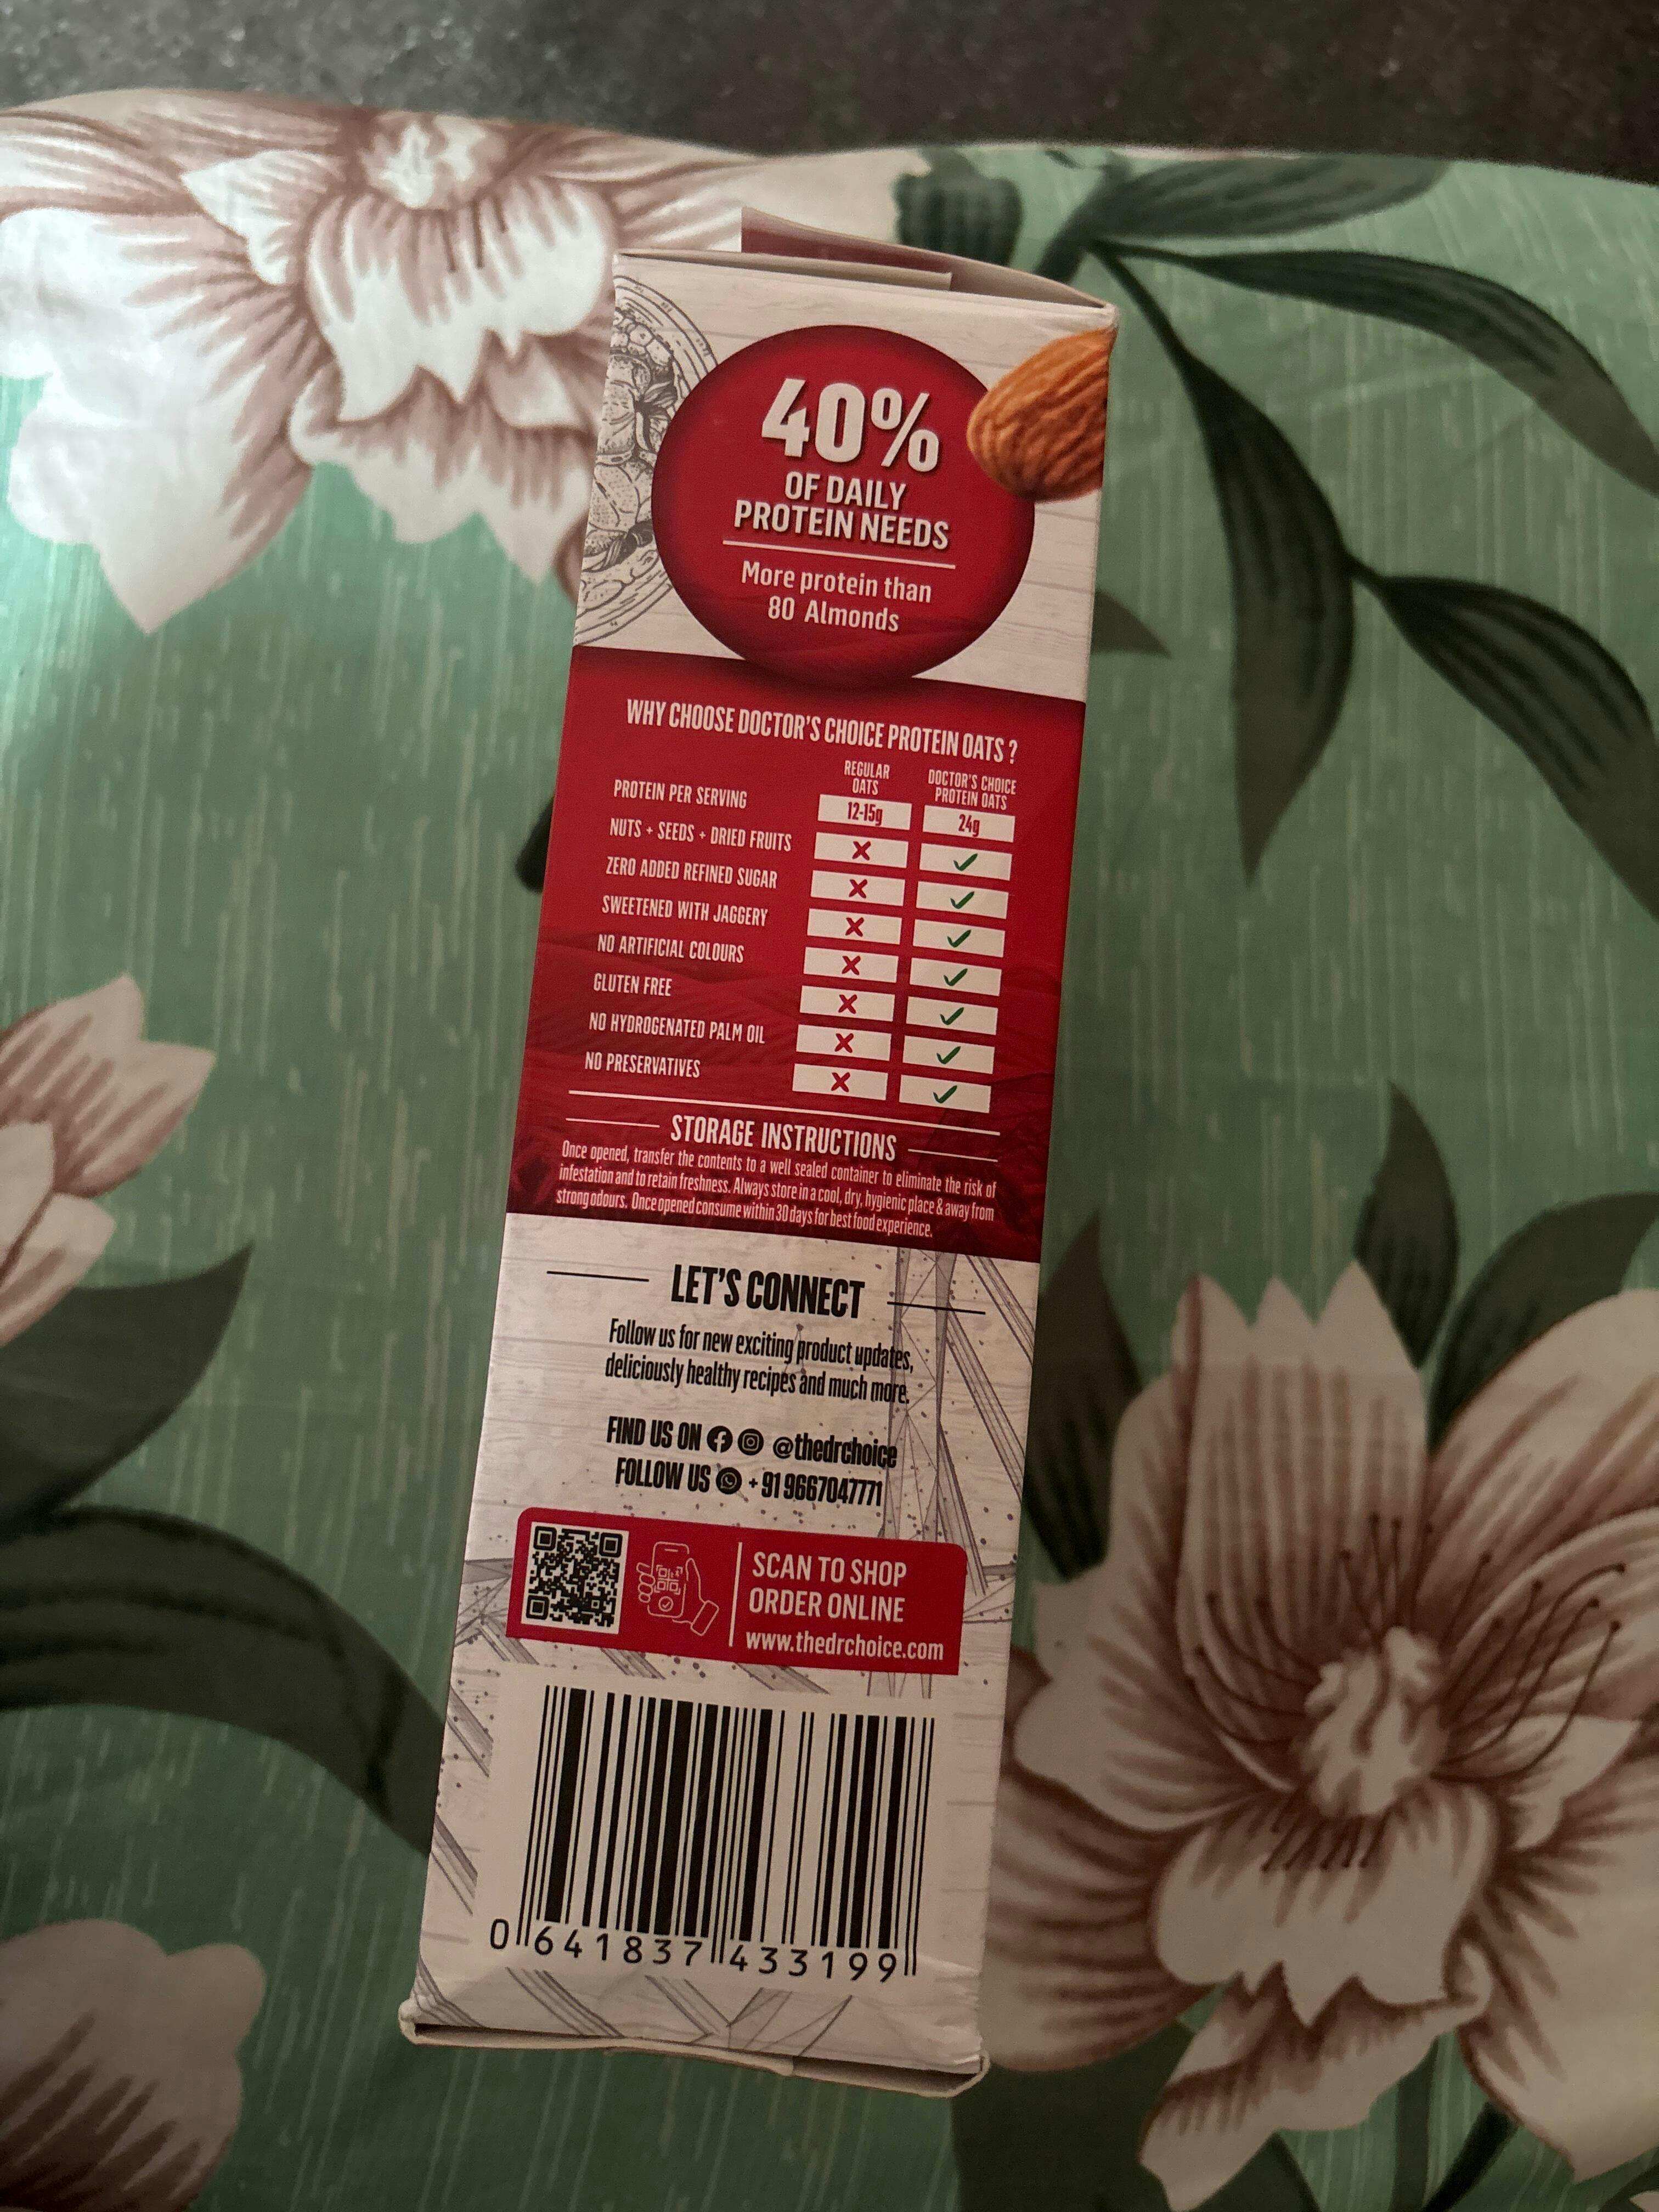 40%
OF DAILY
PROTEIN NEEDS
More protein than
80 Almonds
WHY CHOOSE DOCTOR'S CHOICE PROTEIN OATS ?
REGULAR OATS
DOCTOR'S CHOICE PROTEIN OATS
PROTEIN PER SERVING 12-15g 24g
NUTS + SEEDS + DRIED FRUITS
ZERO ADDED REFINED SUGAR
SWEETENED WITH JAGGERY
NO ARTIFICIAL COLOURS
GLUTEN FREE
NO HYDROGENATED PALM OIL
NO PRESERVATIVES
STORAGE INSTRUCTIONS
Once opened, transfer the contents to a well sealed container to eliminate the risk of
infestation and to retain freshness. Always store in a cool, dry, hygienic place & away from
strong odours. Once opened consume within 30 days for best food experience.
LET'S CONNECT
Follow us for new exciting product updates,
deliciously healthy recipes and much more.
FIND US ON @thedrchoice
FOLLOW US + 91 9667047771
SCAN TO SHOP
ORDER ONLINE
www.thedrchoice.com
0 641837 433199